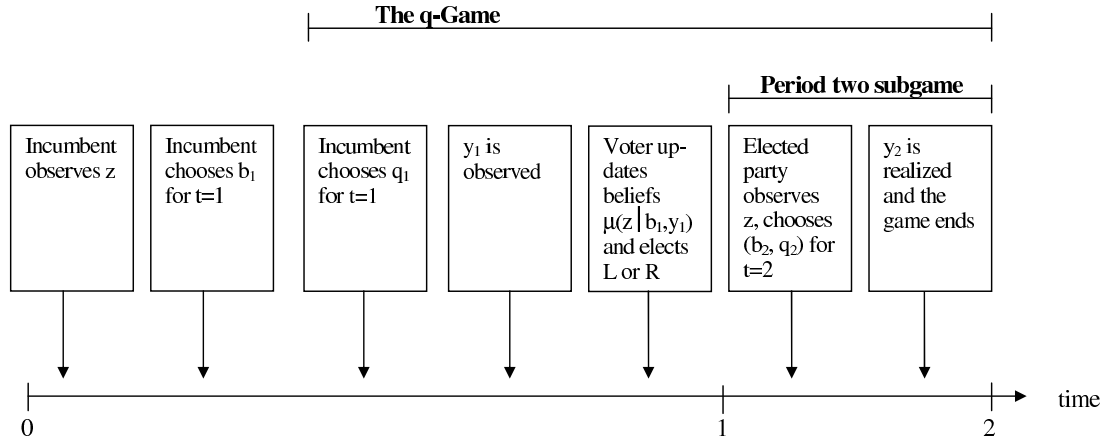 The q-Game
Period two subgame
Incumbent
observes z
Incumbent
chooses b₁
for t=1
Incumbent
chooses q₁
for t=1
y₁ is
observed
Voter up-
dates
beliefs
μ(z | b₁,y₁)
and elects
L or R
Elected
party
observes
z, chooses
(b₂, q₂) for
t=2
y₂ is
realized
and the
game ends
time
0
1
2